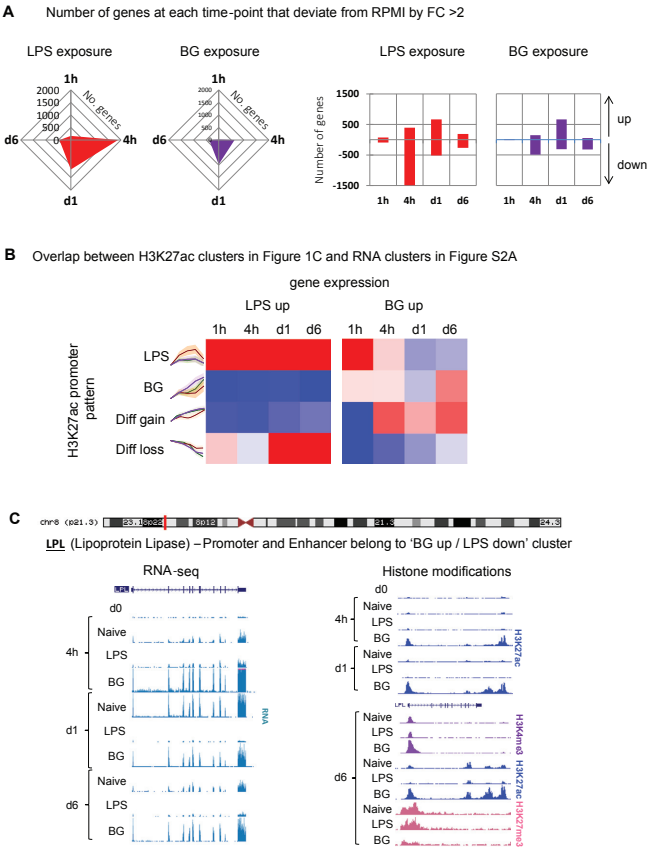 A Number of genes at each time-point that deviate from RPMI by FC >2
LPS exposure BG exposure LPS exposure BG exposure
1h 1h
2000
1500
1000
500
0
No. genes
d6 4h
d1
2000
1500
1000
500
0
No. genes
d6 4h
d1
Number of genes
1500
500
-500
-1500
1h 4h d1 d6
1h 4h d1 d6
up
down
B Overlap between H3K27ac clusters in Figure 1C and RNA clusters in Figure S2A
gene expression
LPS up BG up
1h 4h d1 d6 1h 4h d1 d6
H3K27ac promoter
pattern
LPS
BG
Diff gain
Diff loss
C
chr8 (p21.3) 23.1 8p22 8p12 21.3 24.3
LPL (Lipoprotein Lipase) – Promoter and Enhancer belong to 'BG up / LPS down' cluster
RNA-seq
LPL
d0
4h
Naive
LPS
BG
d1
Naive
LPS
BG
d6
Naive
LPS
BG
RNA
Histone modifications
d0
4h
Naive
LPS
BG
d1
Naive
LPS
BG
H3K27ac
LPL
d6
Naive
LPS
BG
H3K4me3
Naive
LPS
BG
H3K27ac
Naive
LPS
BG
H3K27me3